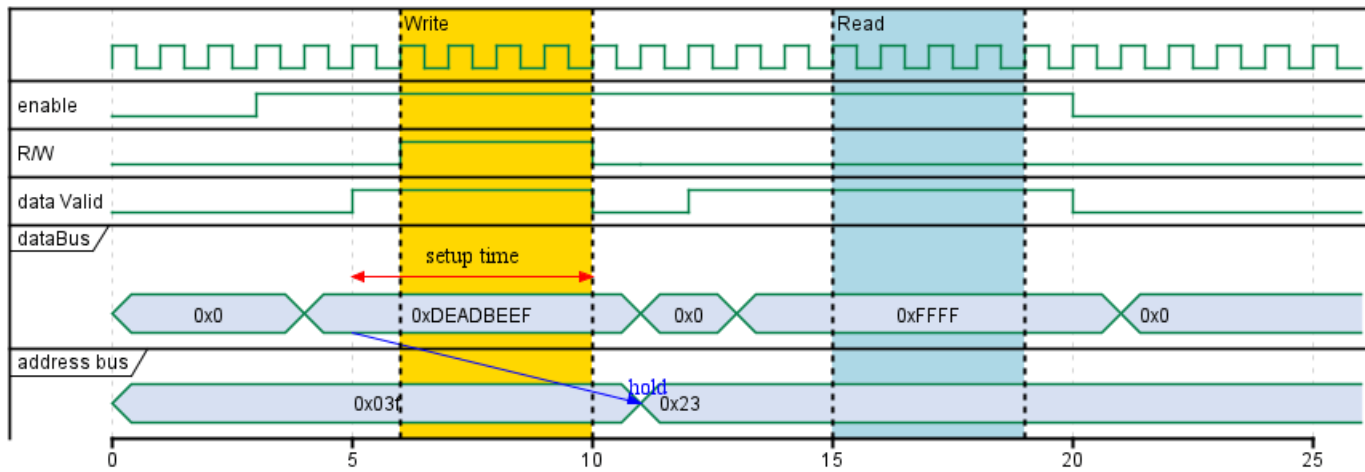 Write
Read
enable
R/W
data Valid
dataBus
setup time
0x0
0xDEADBEEF
0x0
0xFFFF
0x0
address bus
hold
0x03f
0x23
0
5
10
15
20
25